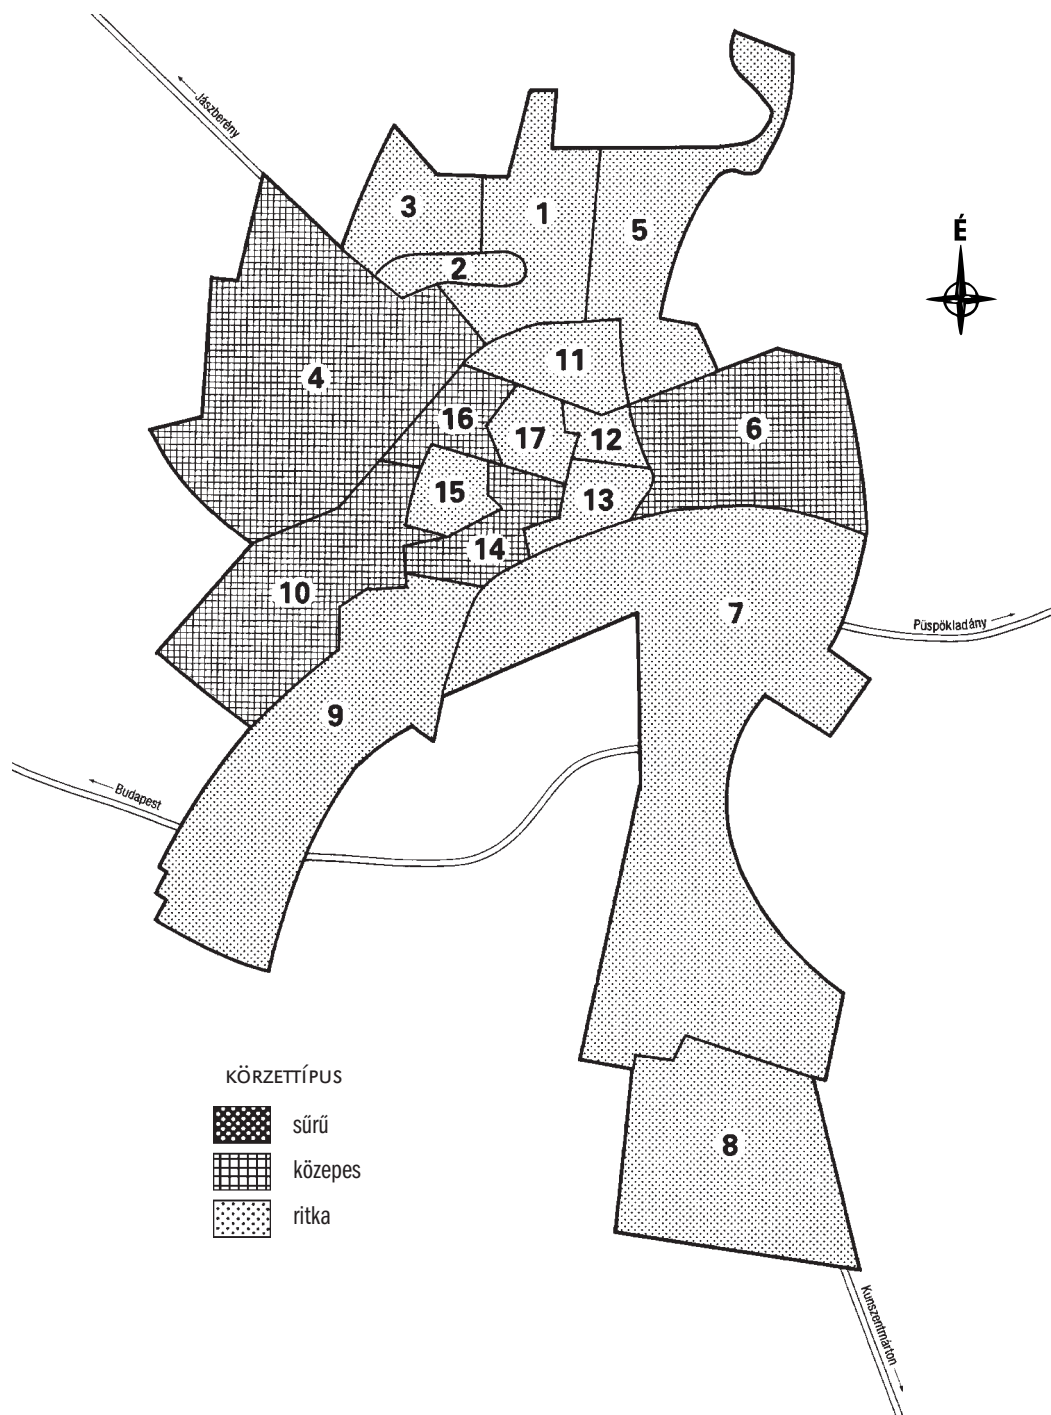 Jászberény
É
3
1
5
2
11
4
16
6
17
12
15
13
14
10
7
Püspökladány
9
Budapest
KÖRZETTÍPUS
sűrű
közepes
ritka
8
Kunszentmárton